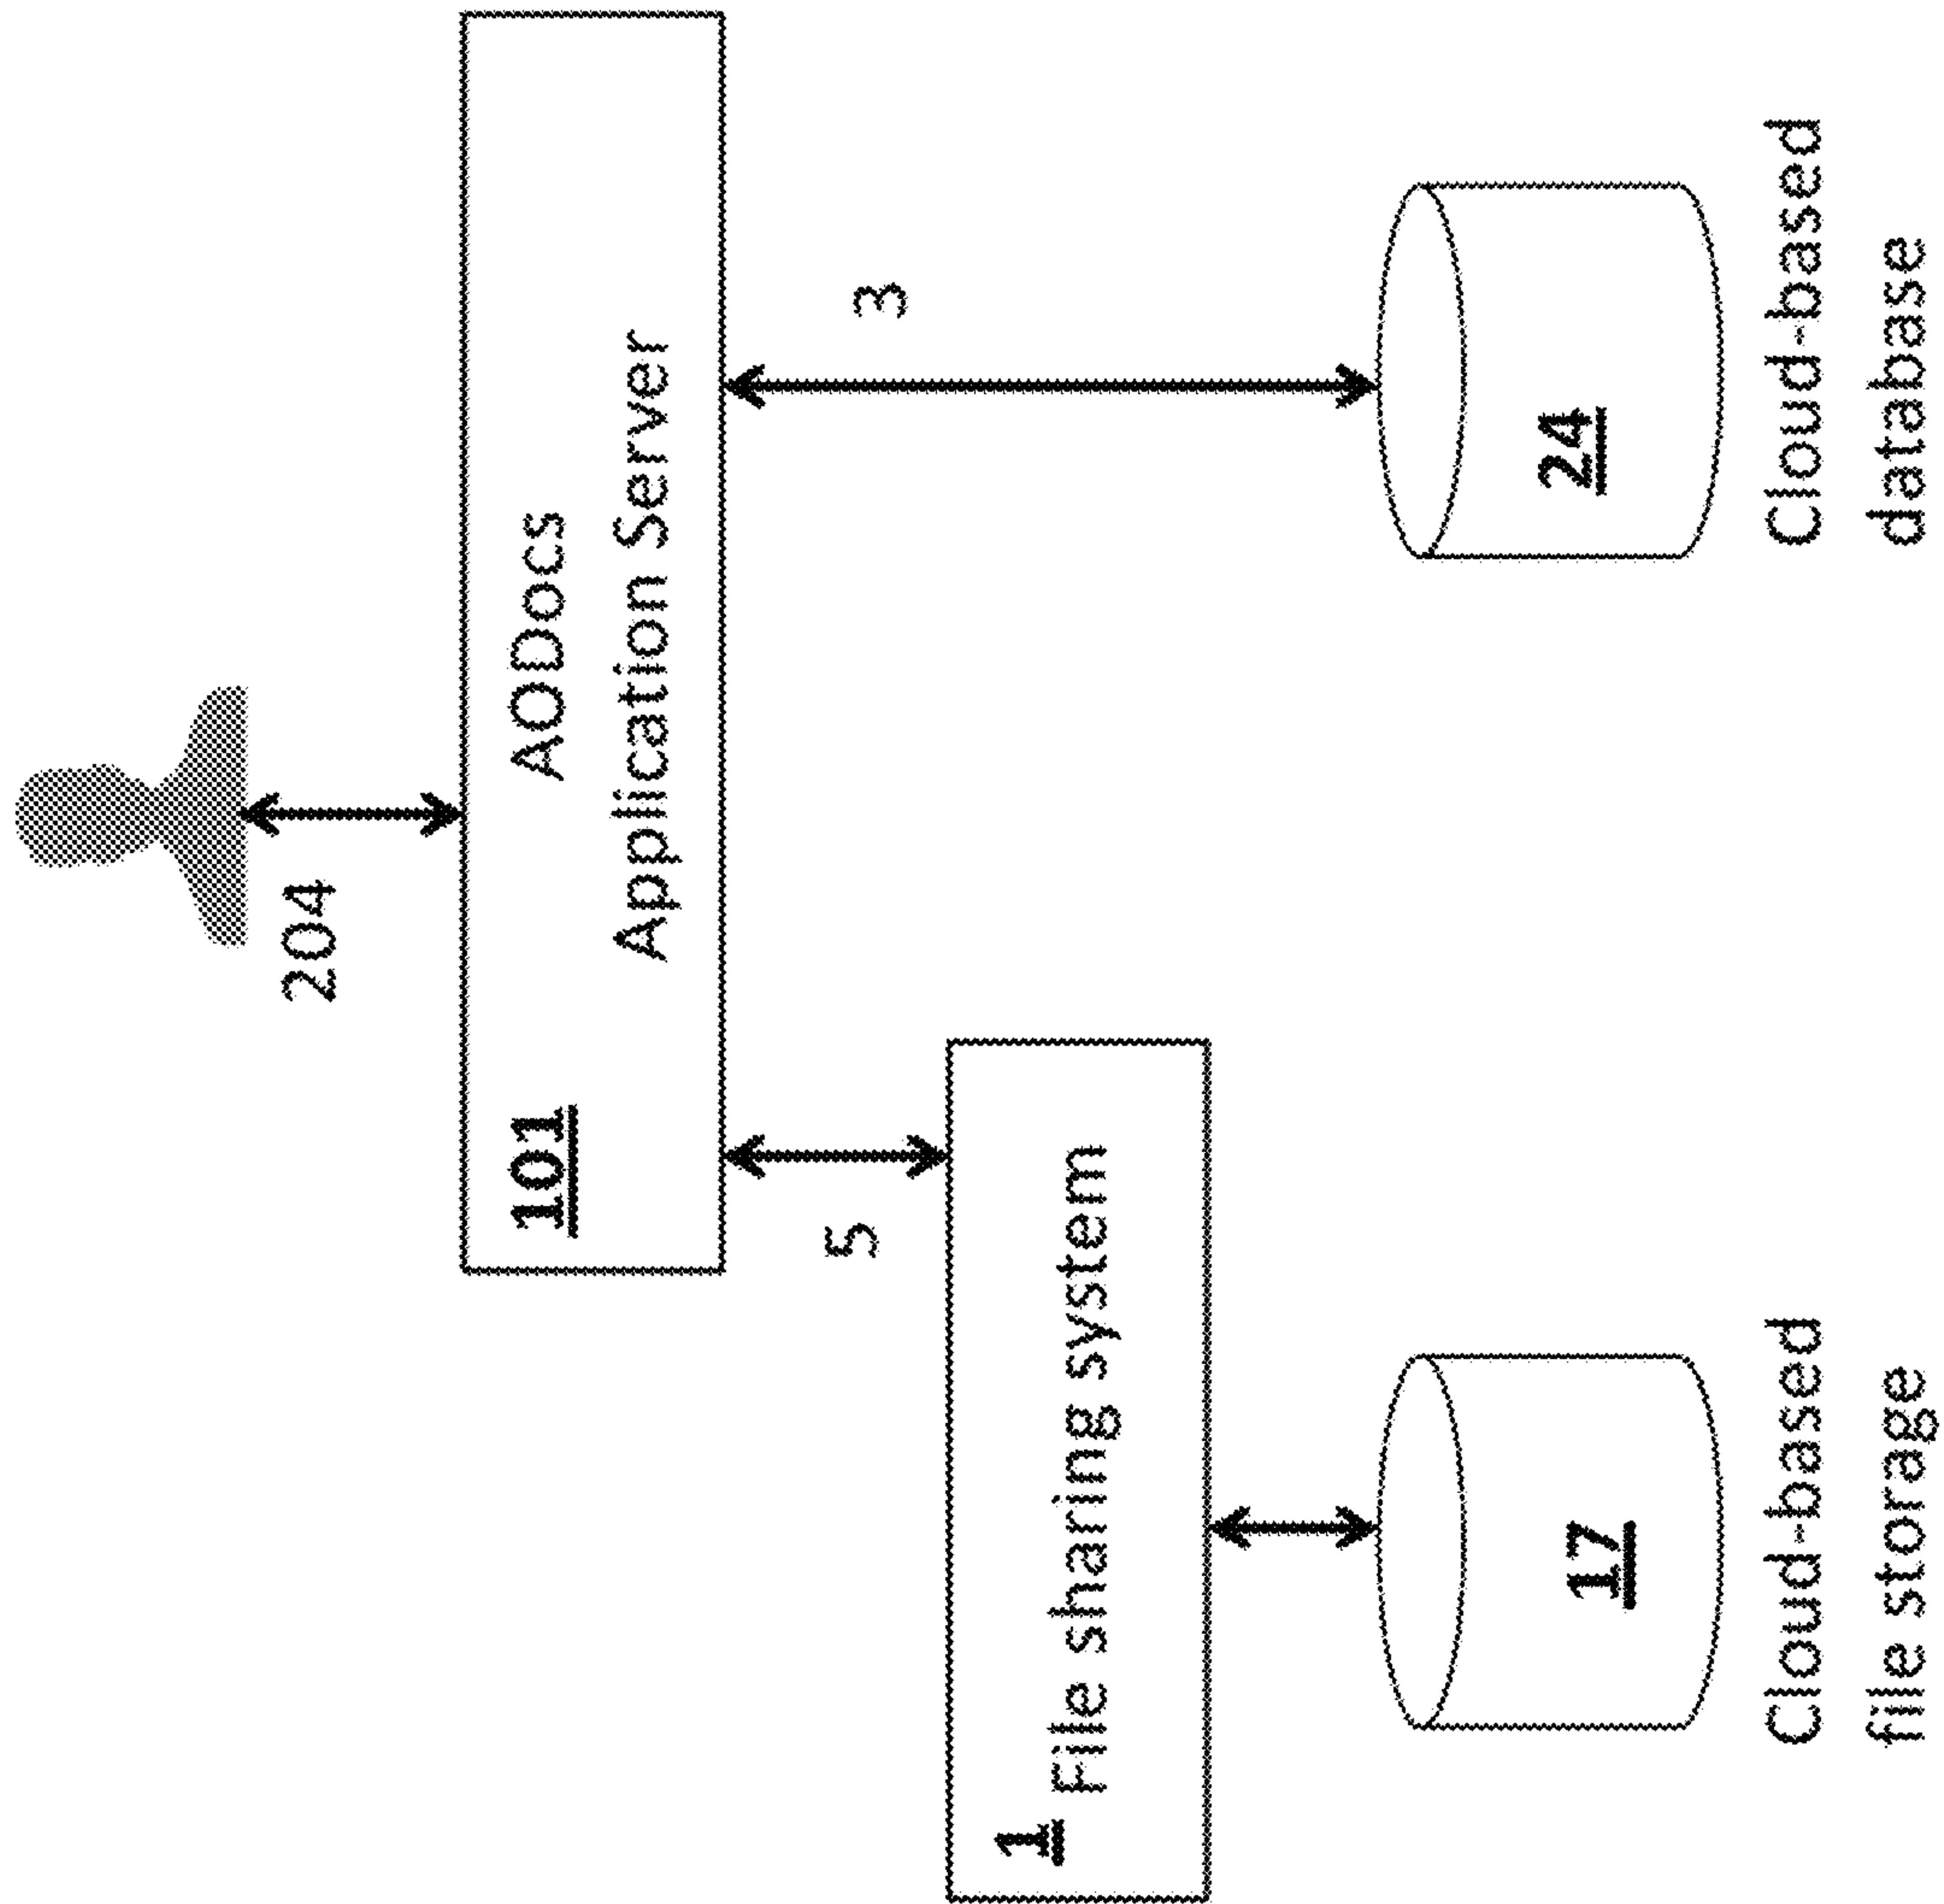 204
101
AODocs
Application Server
5
3
1
File sharing system
17
24
Cloud-based
file storage
Cloud-based
database